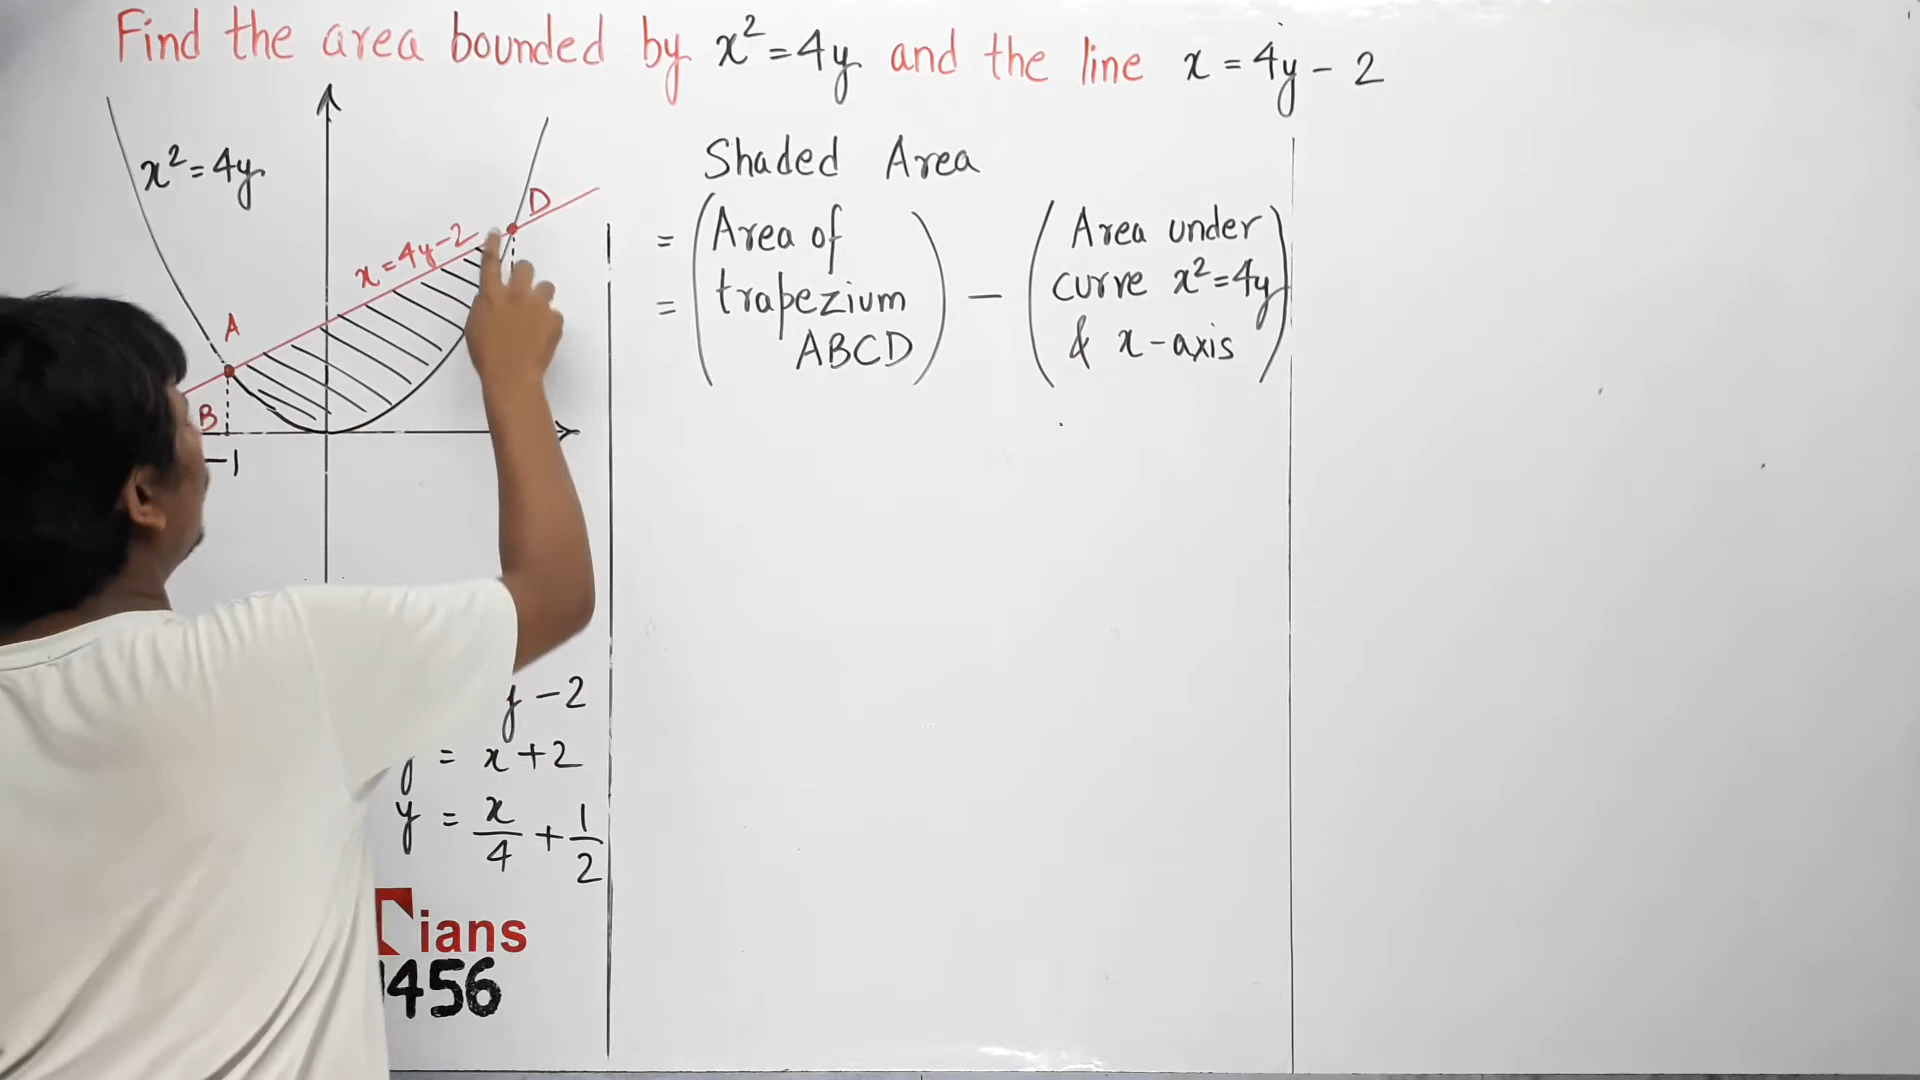 Find the area bounded by x² = 4y and the line x = 4y - 2
x² = 4y
x = 4y - 2
D
A
B
-1
Shaded Area
= (Area of
= trapezium
ABCD)
- (Area under
curve x² = 4y
& x-axis)
y - 2
= x + 2
y = x/4 + 1/2
ians
456